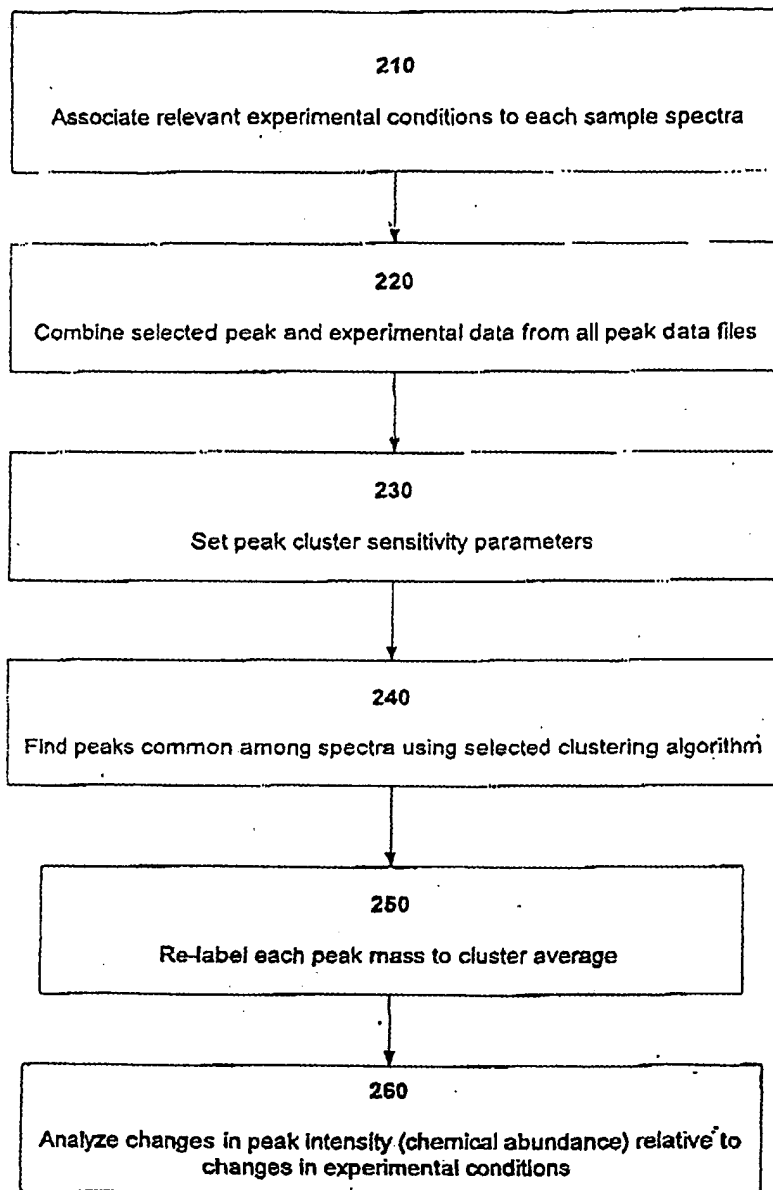 210
Associate relevant experimental conditions to each sample spectra
220
Combine selected peak and experimental data from all peak data files
230
Set peak cluster sensitivity parameters
240
Find peaks common among spectra using selected clustering algorithm
250
Re-label each peak mass to cluster average
260
Analyze changes in peak intensity (chemical abundance) relative to
changes in experimental conditions